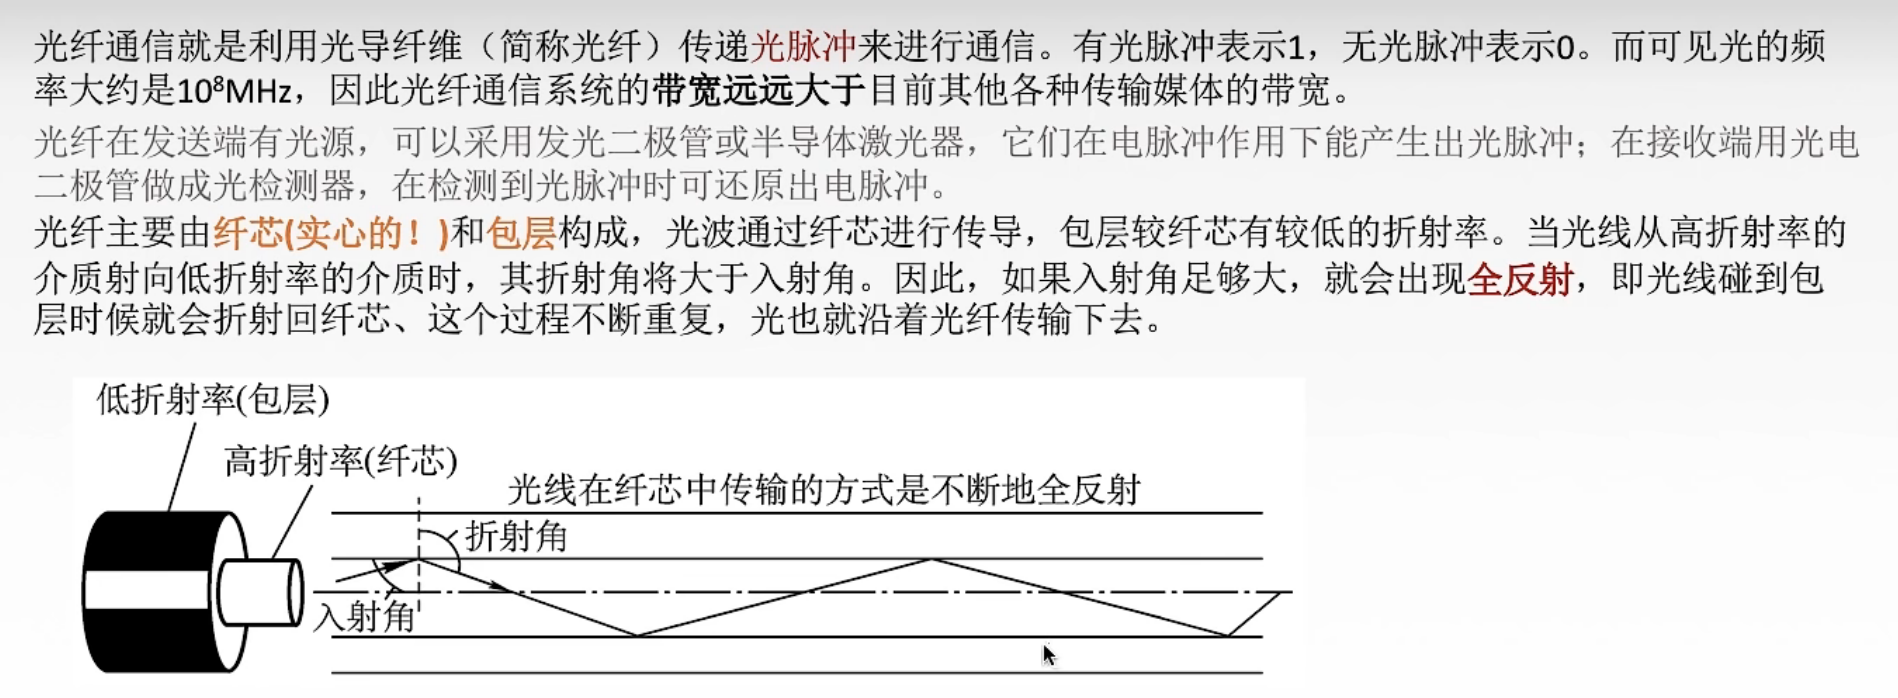 光纤通信就是利用光导纤维（简称光纤）传递光脉冲来进行通信。有光脉冲表示1，无光脉冲表示0。而可见光的频
率大约是10⁸MHz，因此光纤通信系统的带宽远远大于目前其他各种传输媒体的带宽。
光纤在发送端有光源，可以采用发光二极管或半导体激光器，它们在电脉冲作用下能产生出光脉冲；在接收端用光电
二极管做成光检测器，在检测到光脉冲时可还原出电脉冲。
光纤主要由纤芯(实心的！)和包层构成，光波通过纤芯进行传导，包层较纤芯有较低的折射率。当光线从高折射率的
介质射向低折射率的介质时，其折射角将大于入射角。因此，如果入射角足够大，就会出现全反射，即光线碰到包
层时候就会折射回纤芯、这个过程不断重复，光也就沿着光纤传输下去。
低折射率(包层)
高折射率(纤芯)
光线在纤芯中传输的方式是不断地全反射
折射角
入射角